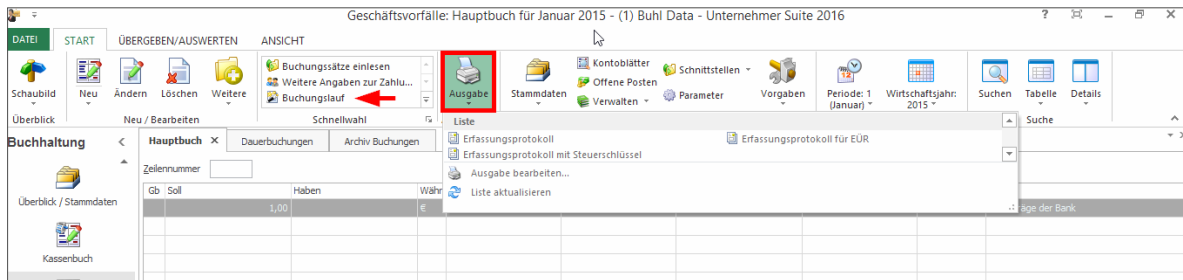 Geschäftsvorfälle: Hauptbuch für Januar 2015 - (1) Buhl Data - Unternehmer Suite 2016
DATEI START ÜBERGEBEN/AUSWERTEN ANSICHT
Schaubild
Neu
Ändern
Löschen
Weitere
Buchungssätze einlesen
Weitere Angaben zur Zahlu...
Buchungslauf
Ausgabe
Stammdaten
Kontoblätter
Offene Posten
Verwalten
Schnittstellen
Parameter
Vorgaben
Periode: 1
(Januar)
Wirtschaftsjahr:
2015
Suchen
Tabelle
Details
Überblick
Neu / Bearbeiten
Schnellwahl
Suche
Liste
Erfassungsprotokoll
Erfassungsprotokoll für EÜR
Erfassungsprotokoll mit Steuerschlüssel
Ausgabe bearbeiten...
Liste aktualisieren
Buchhaltung
Hauptbuch
Dauerbuchungen
Archiv Buchungen
Überblick / Stammdaten
Kassenbuch
Zeilennummer
Gb Soll Haben Währ
1,00 € äge der Bank